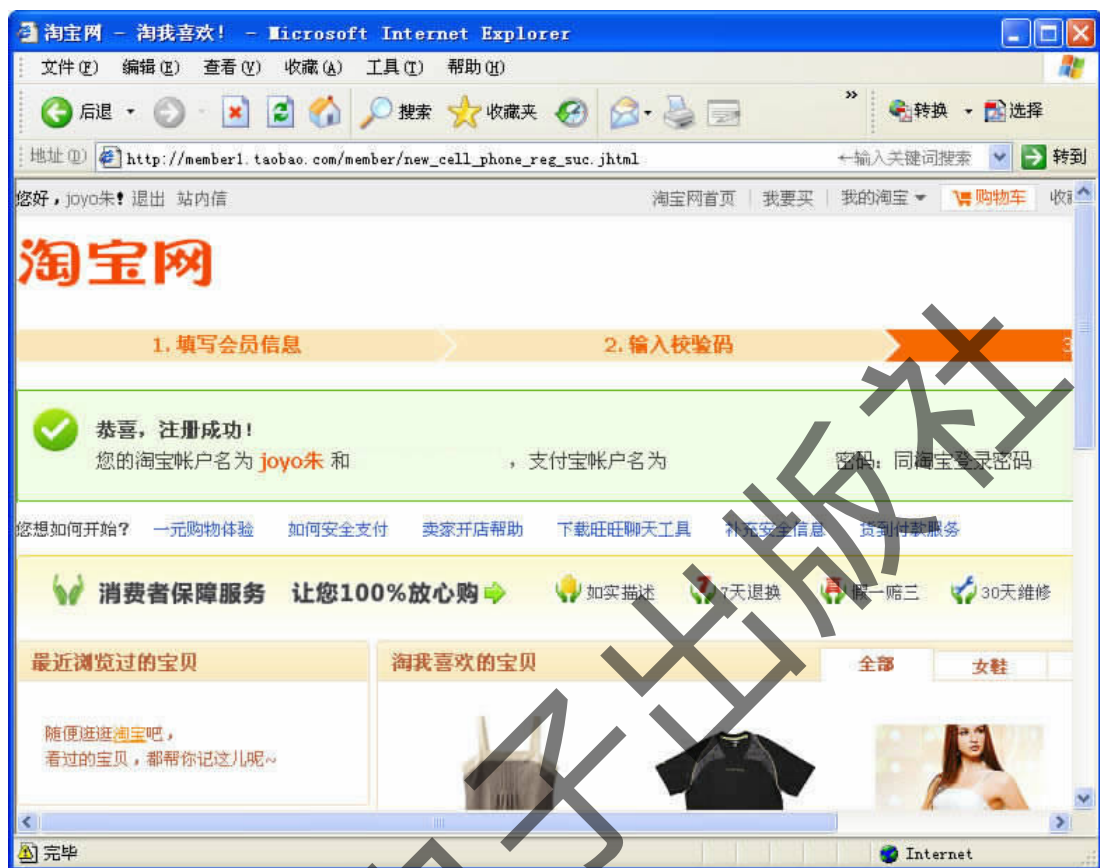 淘宝网 - 淘我喜欢! - Microsoft Internet Explorer
文件(F) 编辑(E) 查看(V) 收藏(A) 工具(T) 帮助(H)
后退 搜索 收藏夹 » 转换 选择
地址(D) http://member1.taobao.com/member/new_cell_phone_reg_suc.jhtml ←输入关键词搜索 转到
您好，joyo朱! 退出 站内信 淘宝网首页 我要买 我的淘宝 购物车
淘宝网
1.填写会员信息 2.输入校验码
恭喜，注册成功!
您的淘宝帐户名为 joyo朱 和 ，支付宝帐户名为 密码：同淘宝登录密码
您想如何开始? 一元购物体验 如何安全支付 卖家开店帮助 下载旺旺聊天工具 补充安全信息 货到付款服务
消费者保障服务 让您100%放心购 如实描述 7天退换 假一赔三 30天维修
最近浏览过的宝贝 淘我喜欢的宝贝 全部 女鞋
随便逛逛淘宝吧，
看过的宝贝，都帮你记这儿呢~
完毕 Internet
子出版社